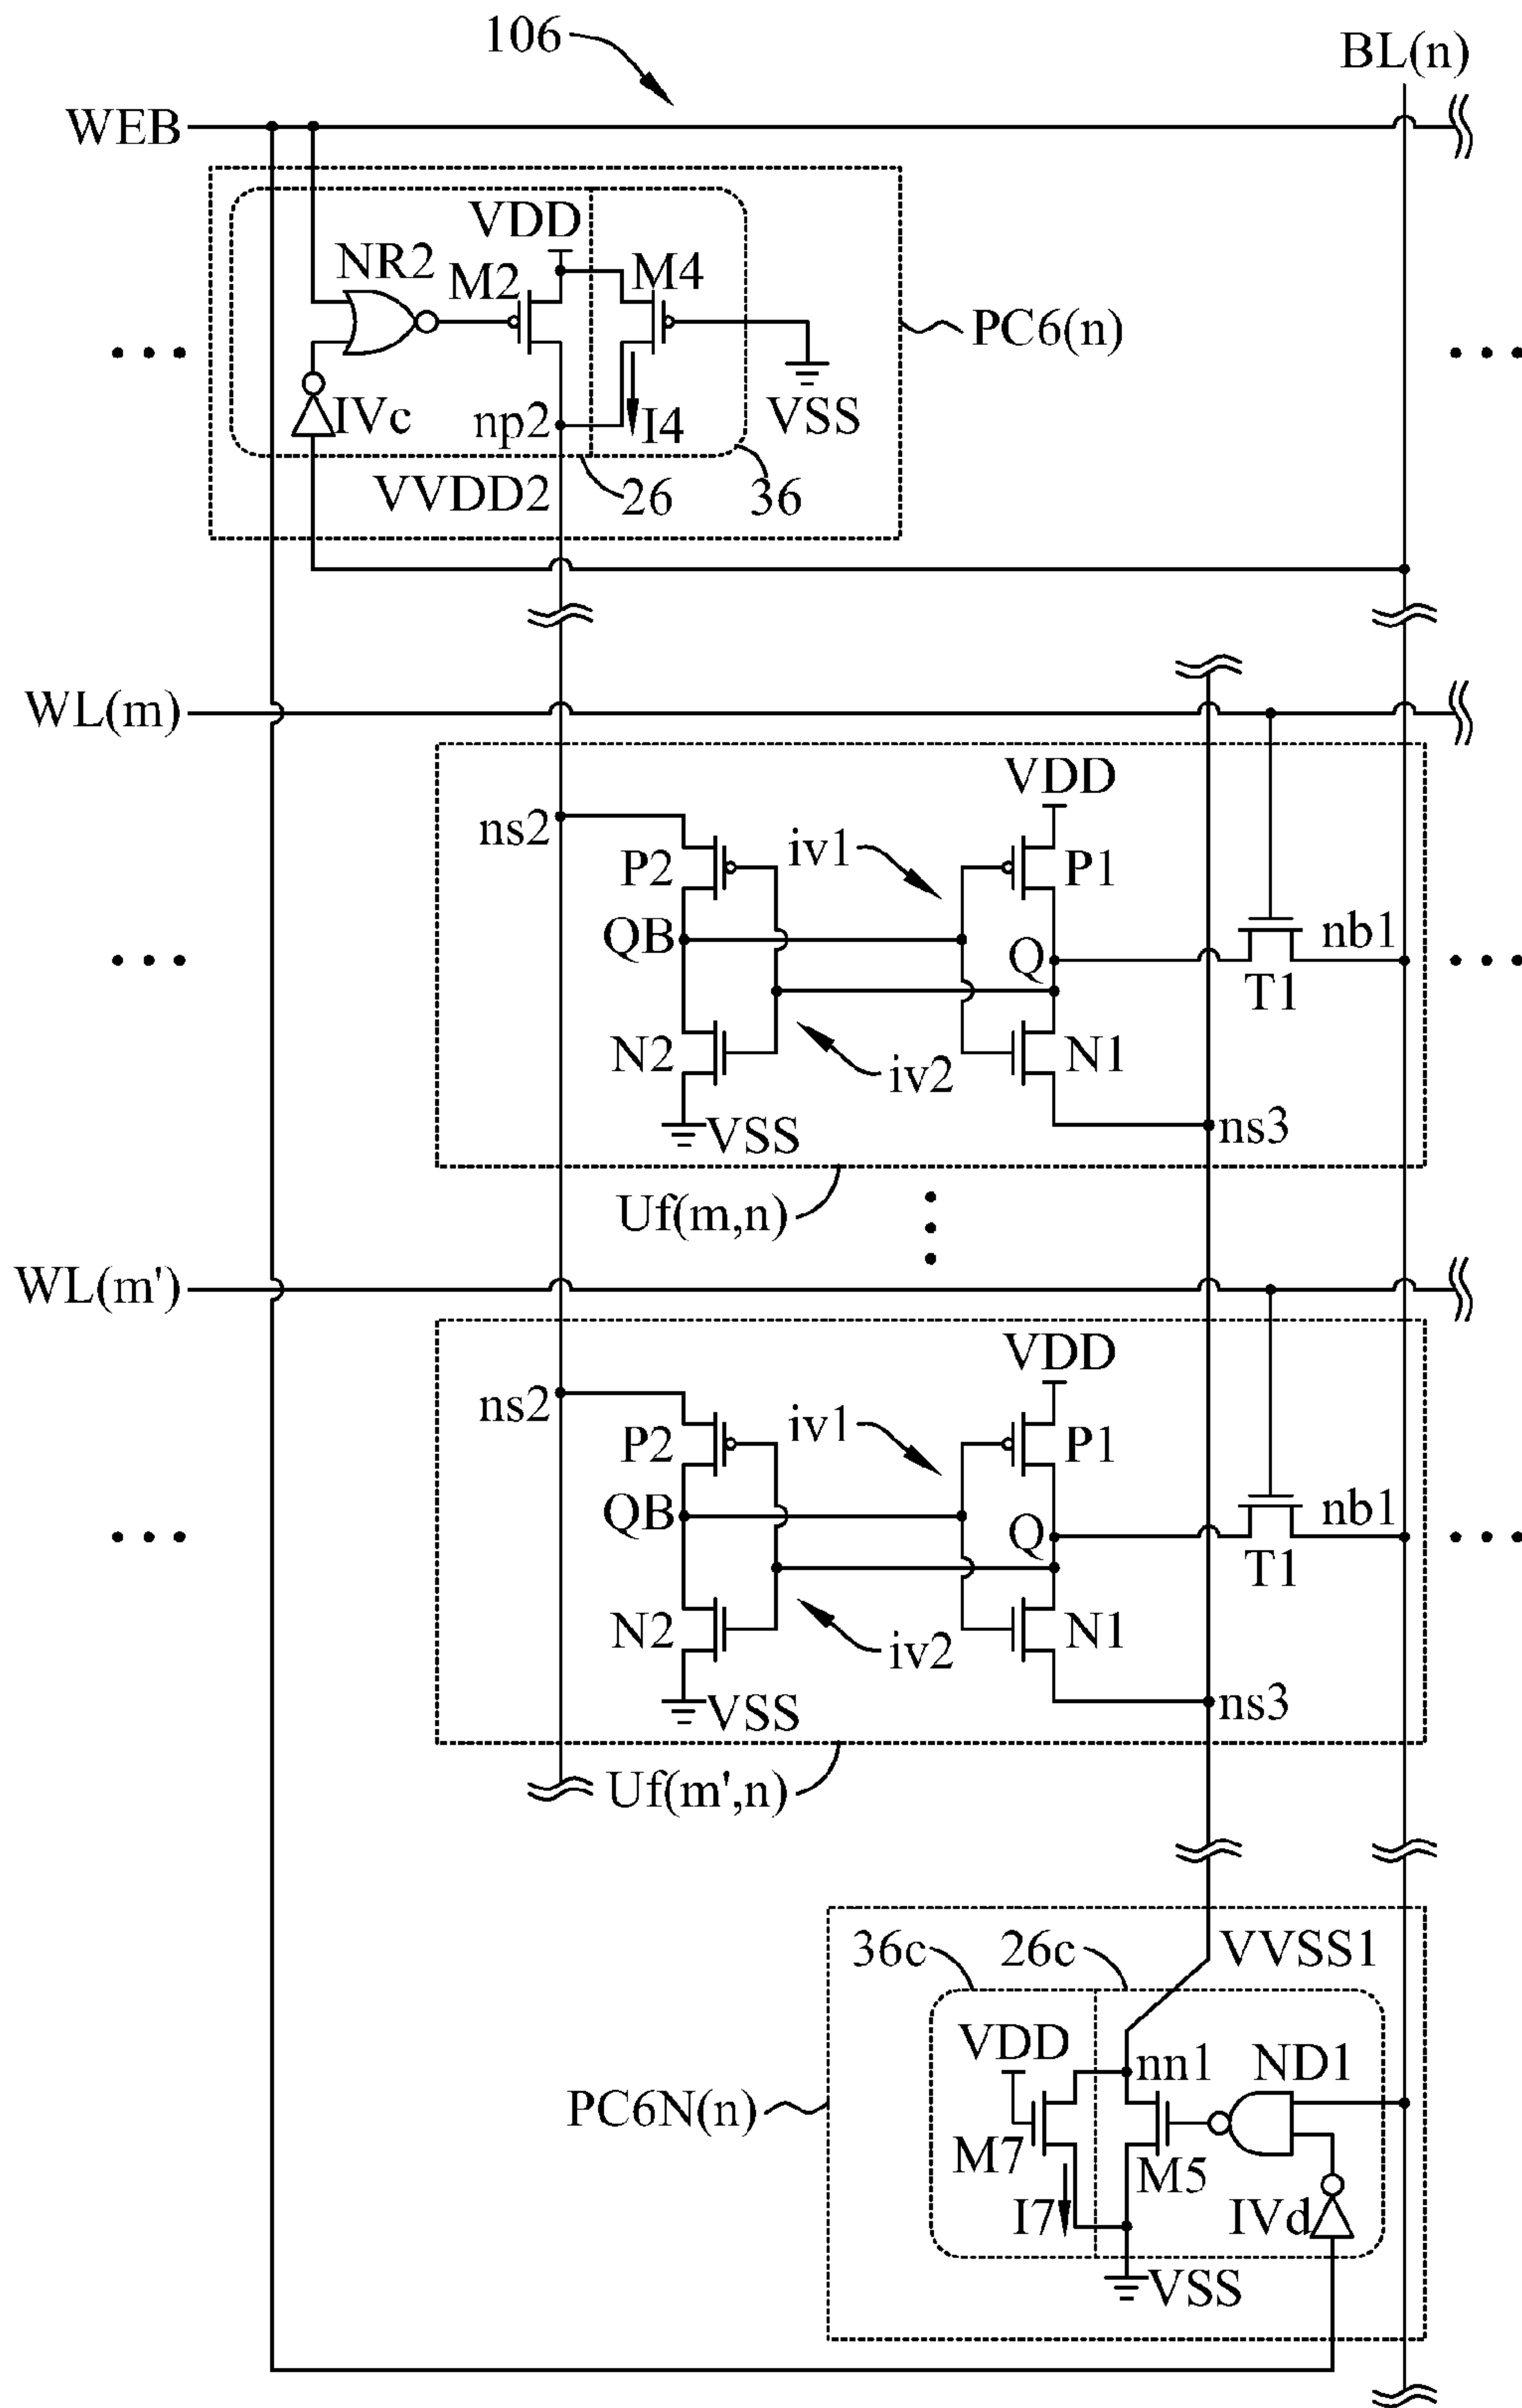 106
BL(n)
WEB
VDD
NR2
M2
M4
PC6(n)
IVc
np2
I4
VSS
VVDD2
26
36
WL(m)
VDD
ns2
P2
iv1
P1
QB
Q
nb1
T1
N2
iv2
N1
VSS
ns3
Uf(m,n)
WL(m')
VDD
ns2
P2
iv1
P1
QB
Q
nb1
T1
N2
iv2
N1
VSS
ns3
Uf(m',n)
36c
26c
VVSS1
VDD
nn1
ND1
PC6N(n)
M7
M5
I7
IVd
VSS